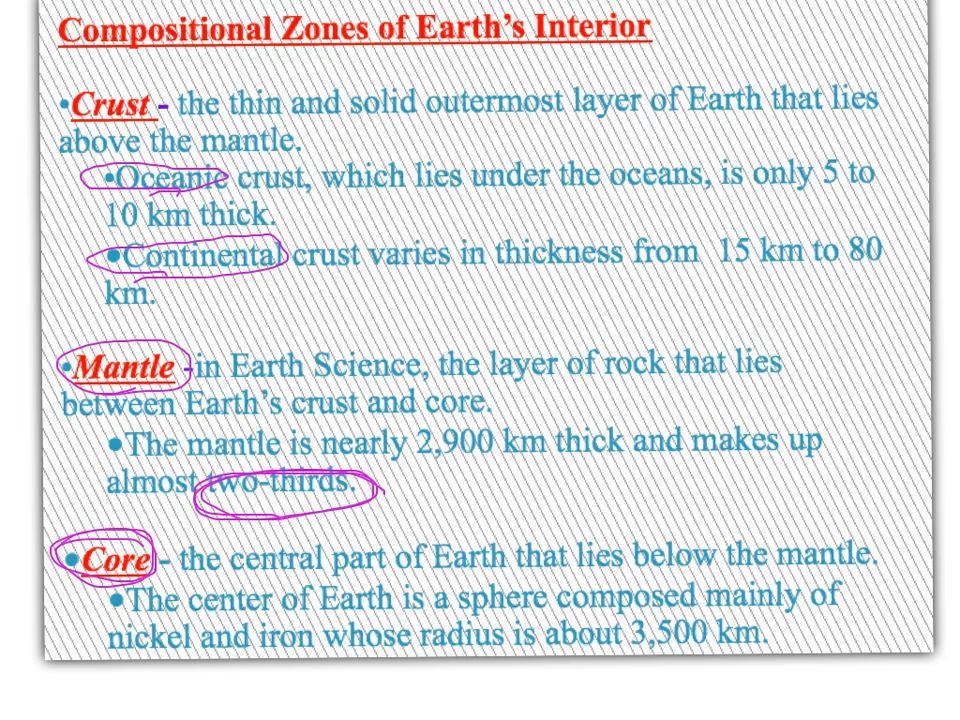 Compositional Zones of Earth’s Interior
•Crust - the thin and solid outermost layer of Earth that lies
above the mantle.
•Oceanic crust, which lies under the oceans, is only 5 to
10 km thick.
•Continental crust varies in thickness from 15 km to 80
km.
•Mantle -in Earth Science, the layer of rock that lies
between Earth’s crust and core.
•The mantle is nearly 2,900 km thick and makes up
almost two-thirds.
•Core - the central part of Earth that lies below the mantle.
•The center of Earth is a sphere composed mainly of
nickel and iron whose radius is about 3,500 km.